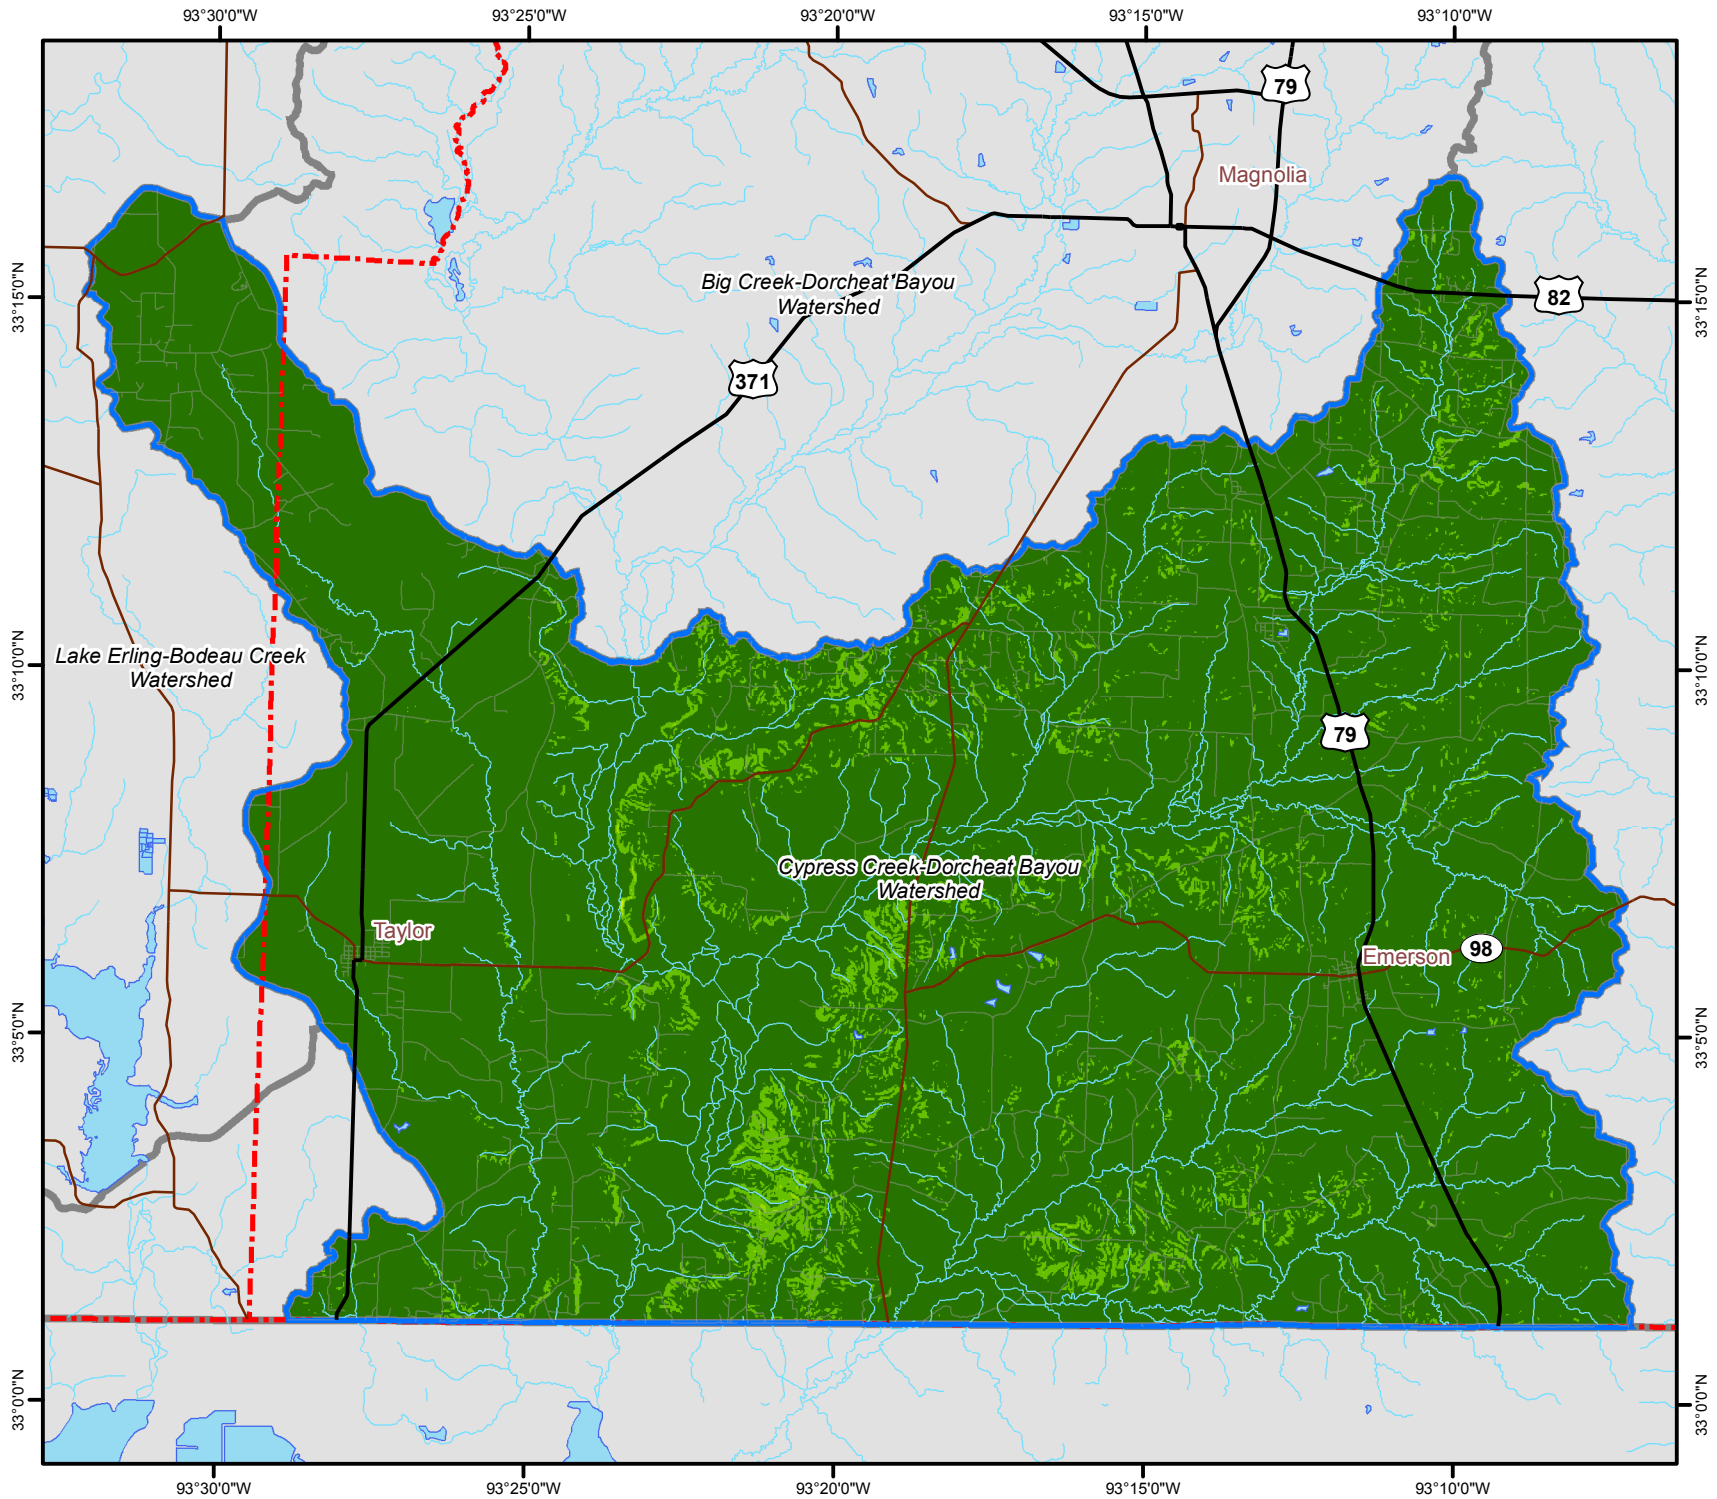 93°30'0"W
93°25'0"W
93°20'0"W
93°15'0"W
93°10'0"W
79
Magnolia
33°15'0"N
Big Creek-Dorcheat Bayou
Watershed
82
33°15'0"N
371
Lake Erling-Bodeau Creek
Watershed
33°10'0"N
33°10'0"N
79
Cypress Creek-Dorcheat Bayou
Watershed
Taylor
Emerson
98
33°5'0"N
33°5'0"N
33°0'0"N
33°0'0"N
93°30'0"W
93°25'0"W
93°20'0"W
93°15'0"W
93°10'0"W